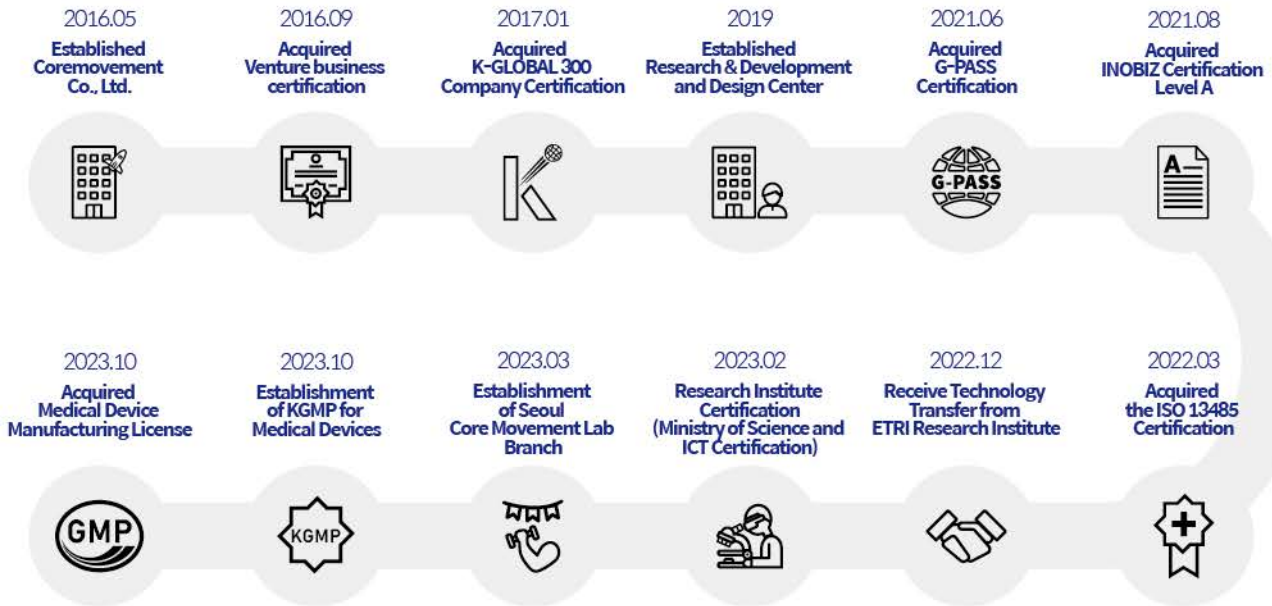 2016.05
Established
Coremovement
Co., Ltd.
2016.09
Acquired
Venture business
certification
2017.01
Acquired
K-GLOBAL 300
Company Certification
2019
Established
Research & Development
and Design Center
2021.06
Acquired
G-PASS
Certification
2021.08
Acquired
INOBIZ Certification
Level A
G-PASS
A-
2023.10
Acquired
Medical Device
Manufacturing License
2023.10
Establishment
of KGMP for
Medical Devices
2023.03
Establishment
of Seoul
Core Movement Lab
Branch
2023.02
Research Institute
Certification
(Ministry of Science and
ICT Certification)
2022.12
Receive Technology
Transfer from
ETRI Research Institute
2022.03
Acquired
the ISO 13485
Certification
GMP
KGMP